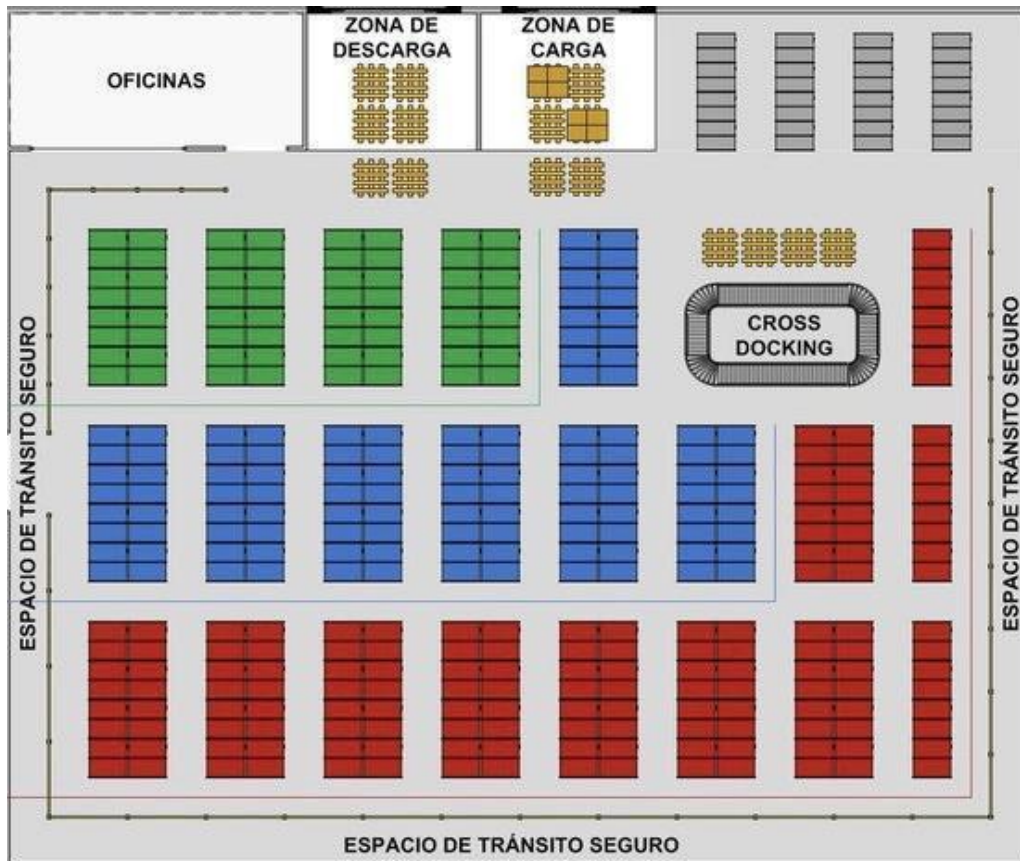 ZONA DE
DESCARGA
ZONA DE
CARGA
OFICINAS
CROSS
DOCKING
ESPACIO DE TRÁNSITO SEGURO
ESPACIO DE TRÁNSITO SEGURO
ESPACIO DE TRÁNSITO SEGURO